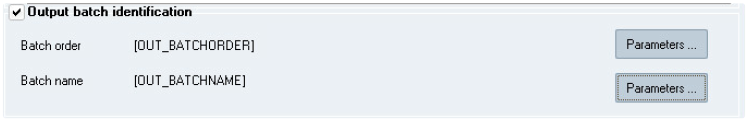 Output batch identification
Batch order [OUT_BATCHORDER] Parameters ...
Batch name [OUT_BATCHNAME] Parameters ...